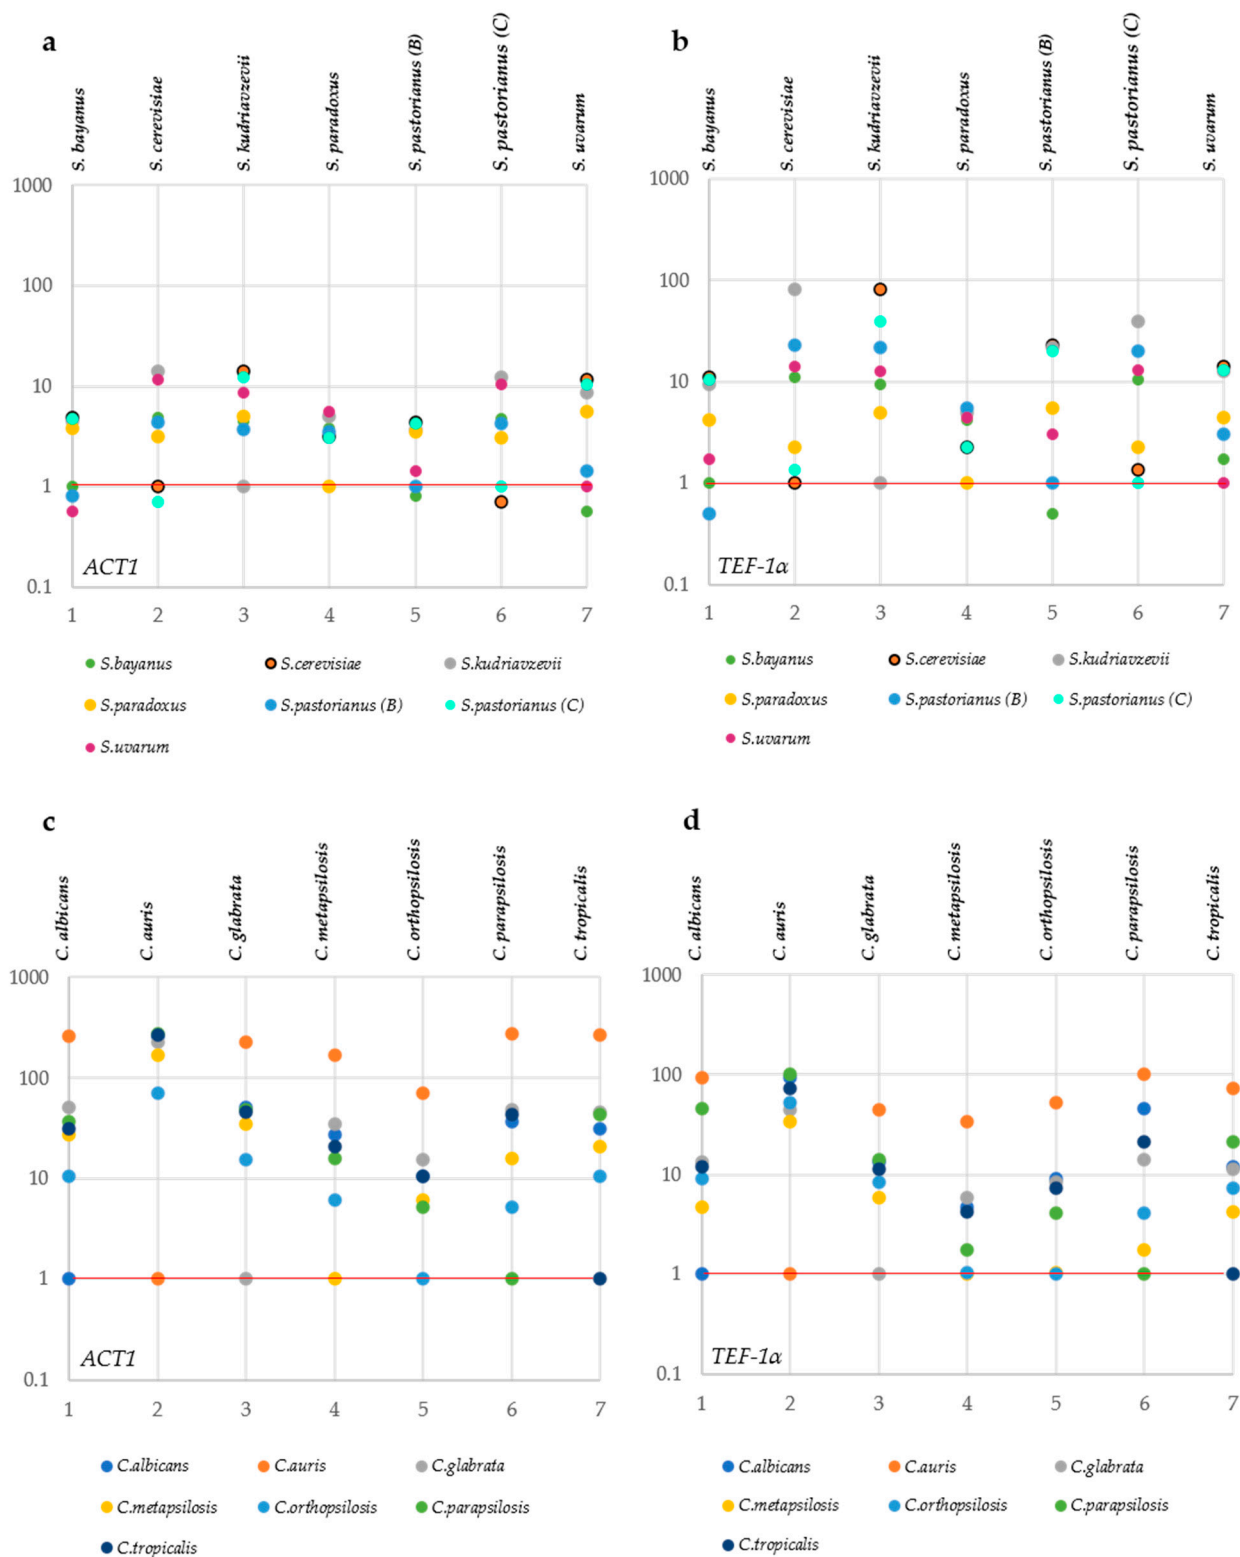 a
S. bayanus
S. cerevisiae
S. kudriavzevii
S. paradoxus
S. pastorianus (B)
S. pastorianus (C)
S. uvarum
1000
100
10
1
0.1
ACT1
1 2 3 4 5 6 7
S.bayanus S.cerevisiae S.kudriavzevii
S.paradoxus S.pastorianus (B) S.pastorianus (C)
S.uvarum
b
S. bayanus
S. cerevisiae
S. kudriavzevii
S. paradoxus
S. pastorianus (B)
S. pastorianus (C)
S. uvarum
1000
100
10
1
0.1
TEF-1α
1 2 3 4 5 6 7
S.bayanus S.cerevisiae S.kudriavzevii
S.paradoxus S.pastorianus (B) S.pastorianus (C)
S.uvarum
c
C. albicans
C. auris
C. glabrata
C. metapsilosis
C. orthopsilosis
C. parapsilosis
C. tropicalis
1000
100
10
1
0.1
ACT1
1 2 3 4 5 6 7
C.albicans C.auris C.glabrata
C.metapsilosis C.orthopsilosis C.parapsilosis
C.tropicalis
d
C. albicans
C. auris
C. glabrata
C. metapsilosis
C. orthopsilosis
C. parapsilosis
C. tropicalis
1000
100
10
1
0.1
TEF-1α
1 2 3 4 5 6 7
C.albicans C.auris C.glabrata
C.metapsilosis C.orthopsilosis C.parapsilosis
C.tropicalis